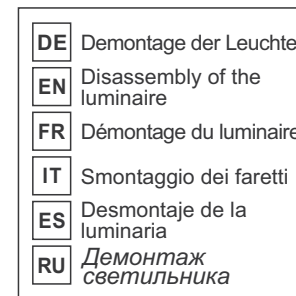 DE Demontage der Leuchte
EN Disassembly of the
luminaire
FR Démontage du luminaire
IT Smontaggio dei faretti
ES Desmontaje de la
luminaria
RU Демонтаж
светильника